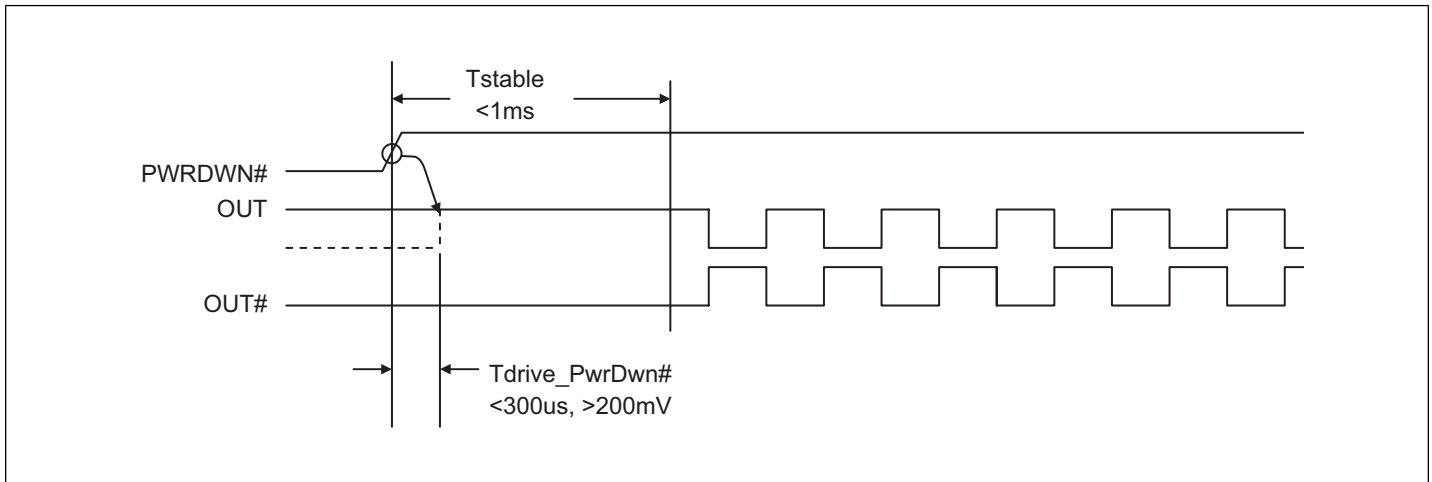 Tstable
<1ms
PWRDWN#
OUT
OUT#
Tdrive_PwrDwn#
<300us, >200mV